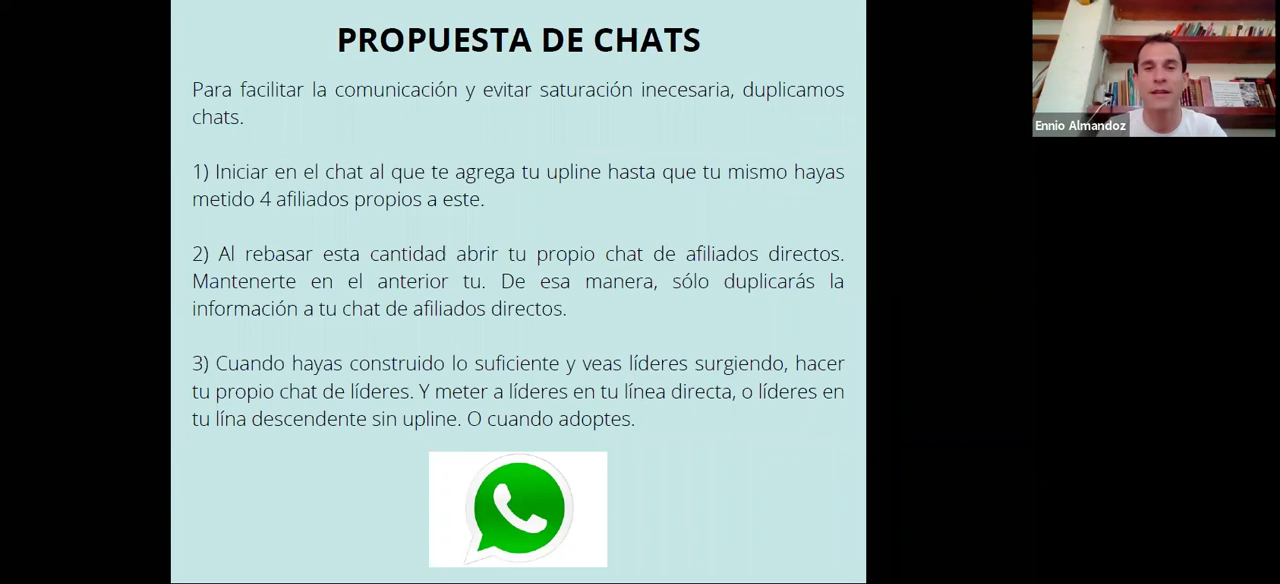 PROPUESTA DE CHATS
Para facilitar la comunicación y evitar saturación inecesaria, duplicamos
chats.
1) Iniciar en el chat al que te agrega tu upline hasta que tu mismo hayas
metido 4 afiliados propios a este.
2) Al rebasar esta cantidad abrir tu propio chat de afiliados directos.
Mantenerte en el anterior tu. De esa manera, sólo duplicarás la
información a tu chat de afiliados directos.
3) Cuando hayas construido lo suficiente y veas líderes surgiendo, hacer
tu propio chat de líderes. Y meter a líderes en tu línea directa, o líderes en
tu lína descendente sin upline. O cuando adoptes.
Ennio Almandoz